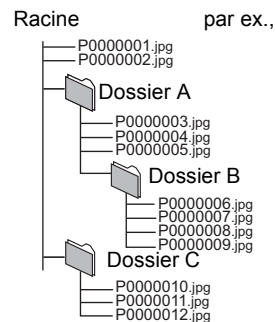 Racine par ex.,
P0000001.jpg
P0000002.jpg
Dossier A
P0000003.jpg
P0000004.jpg
P0000005.jpg
Dossier B
P0000006.jpg
P0000007.jpg
P0000008.jpg
P0000009.jpg
Dossier C
P0000010.jpg
P0000011.jpg
P0000012.jpg